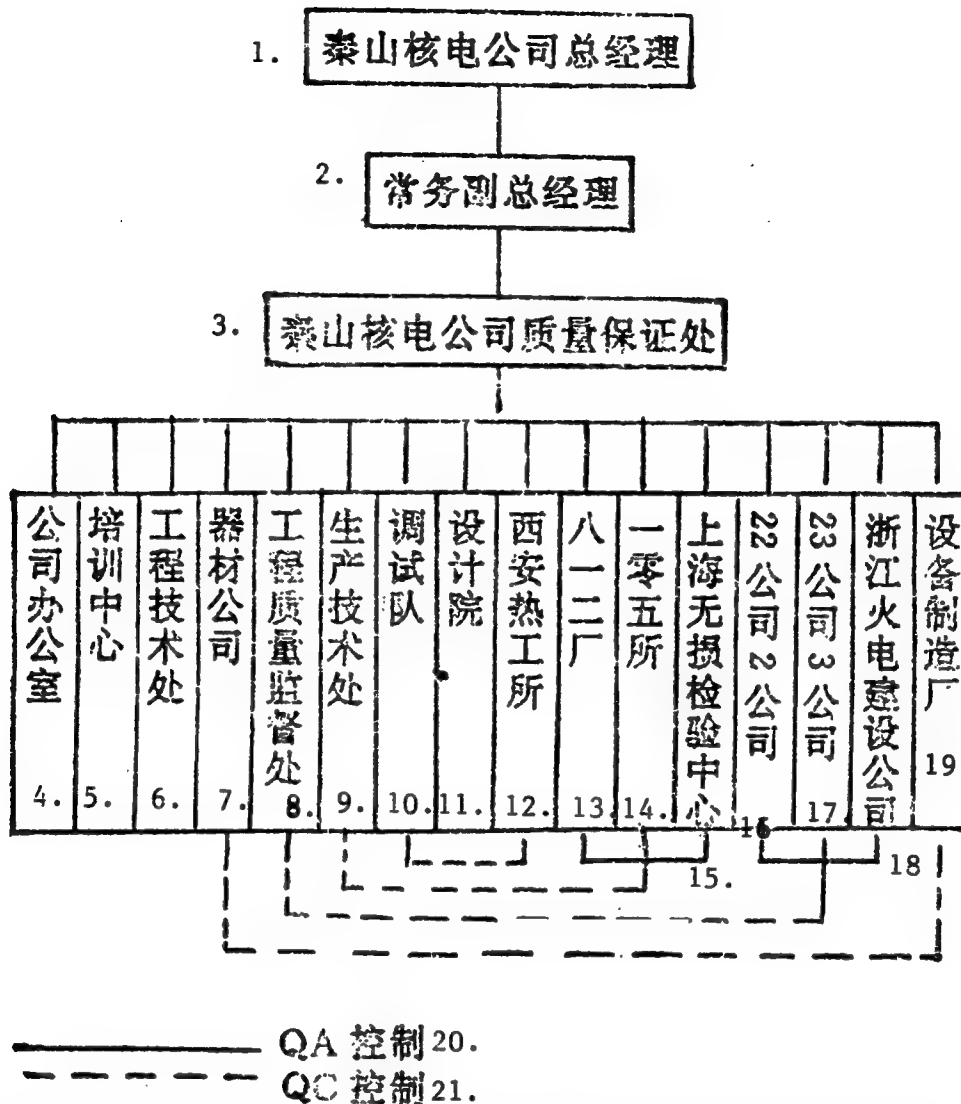 1. 秦山核电公司总经理
2. 常务副总经理
3. 秦山核电公司质量保证处
公司办公室 4.
培训中心 5.
工程技术处 6.
器材公司 7.
工程质量监督处 8.
生产技术处 9.
调试队 10.
设计院 11.
西安热工所 12.
八一二厂 13.
一零五所 14.
上海无损检验中心 15.
22公司2公司 16
23公司3公司 17.
浙江火电建设公司 18
设备制造厂 19
QA 控制 20.
QC 控制 21.